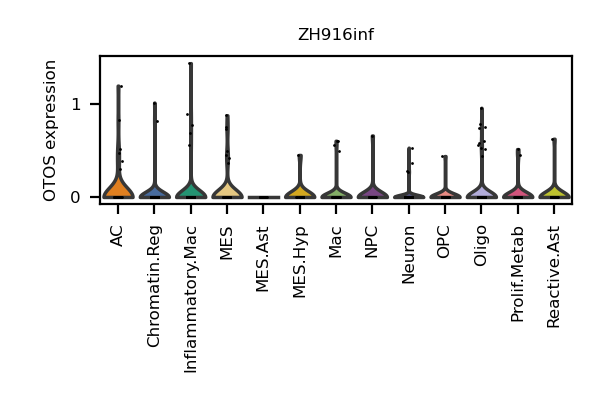 ZH916inf
OTOS expression
1
0
AC
Chromatin.Reg
Inflammatory.Mac
MES
MES.Ast
MES.Hyp
Mac
NPC
Neuron
OPC
Oligo
Prolif.Metab
Reactive.Ast